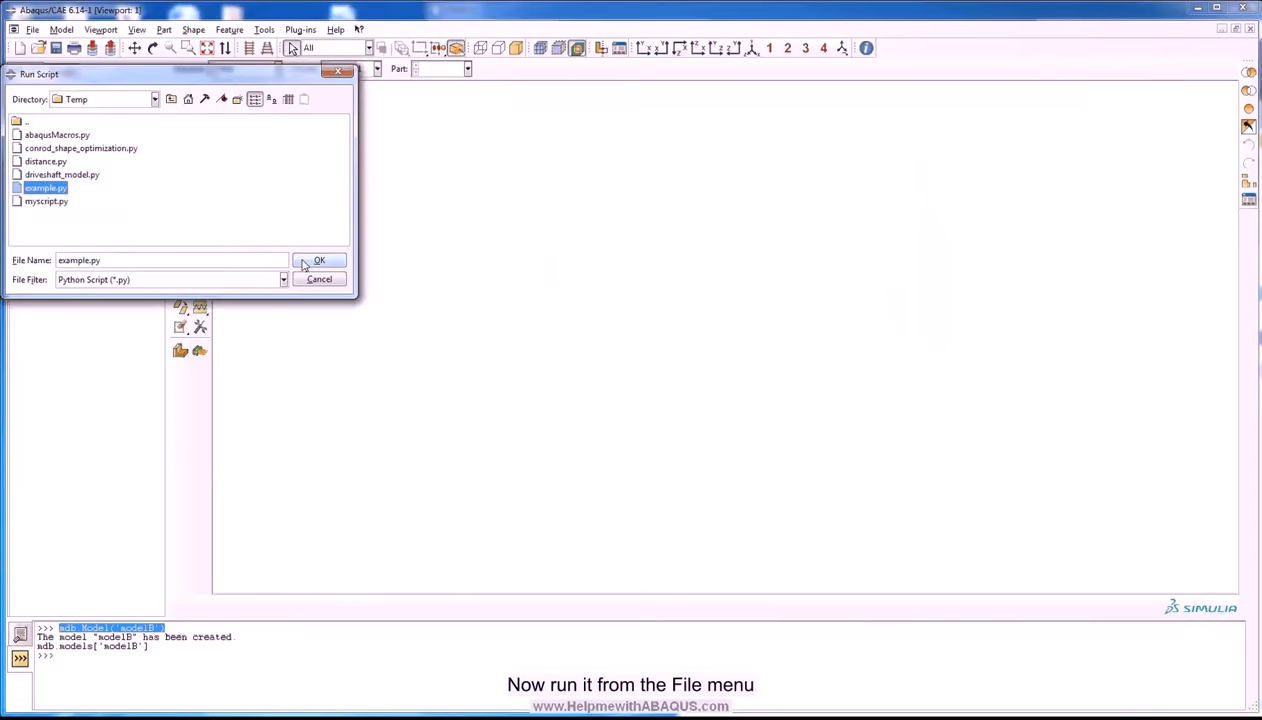 Abaqus/CAE 6.14-1 [Viewport: 1]
File Model Viewport View Part Shape Feature Tools Plug-ins Help
All
1 2 3 4
Part:
Run Script
Directory: Temp
..
abaqusMacros.py
conrod_shape_optimization.py
distance.py
driveshaft_model.py
example.py
myscript.py
File Name: example.py
OK
File Filter: Python Script (*.py)
Cancel
SIMULIA
>>> mdb.Model('modelB')
The model "modelB" has been created.
mdb.models['modelB']
>>>
>>>
Now run it from the File menu
www.HelpmewithABAQUS.com